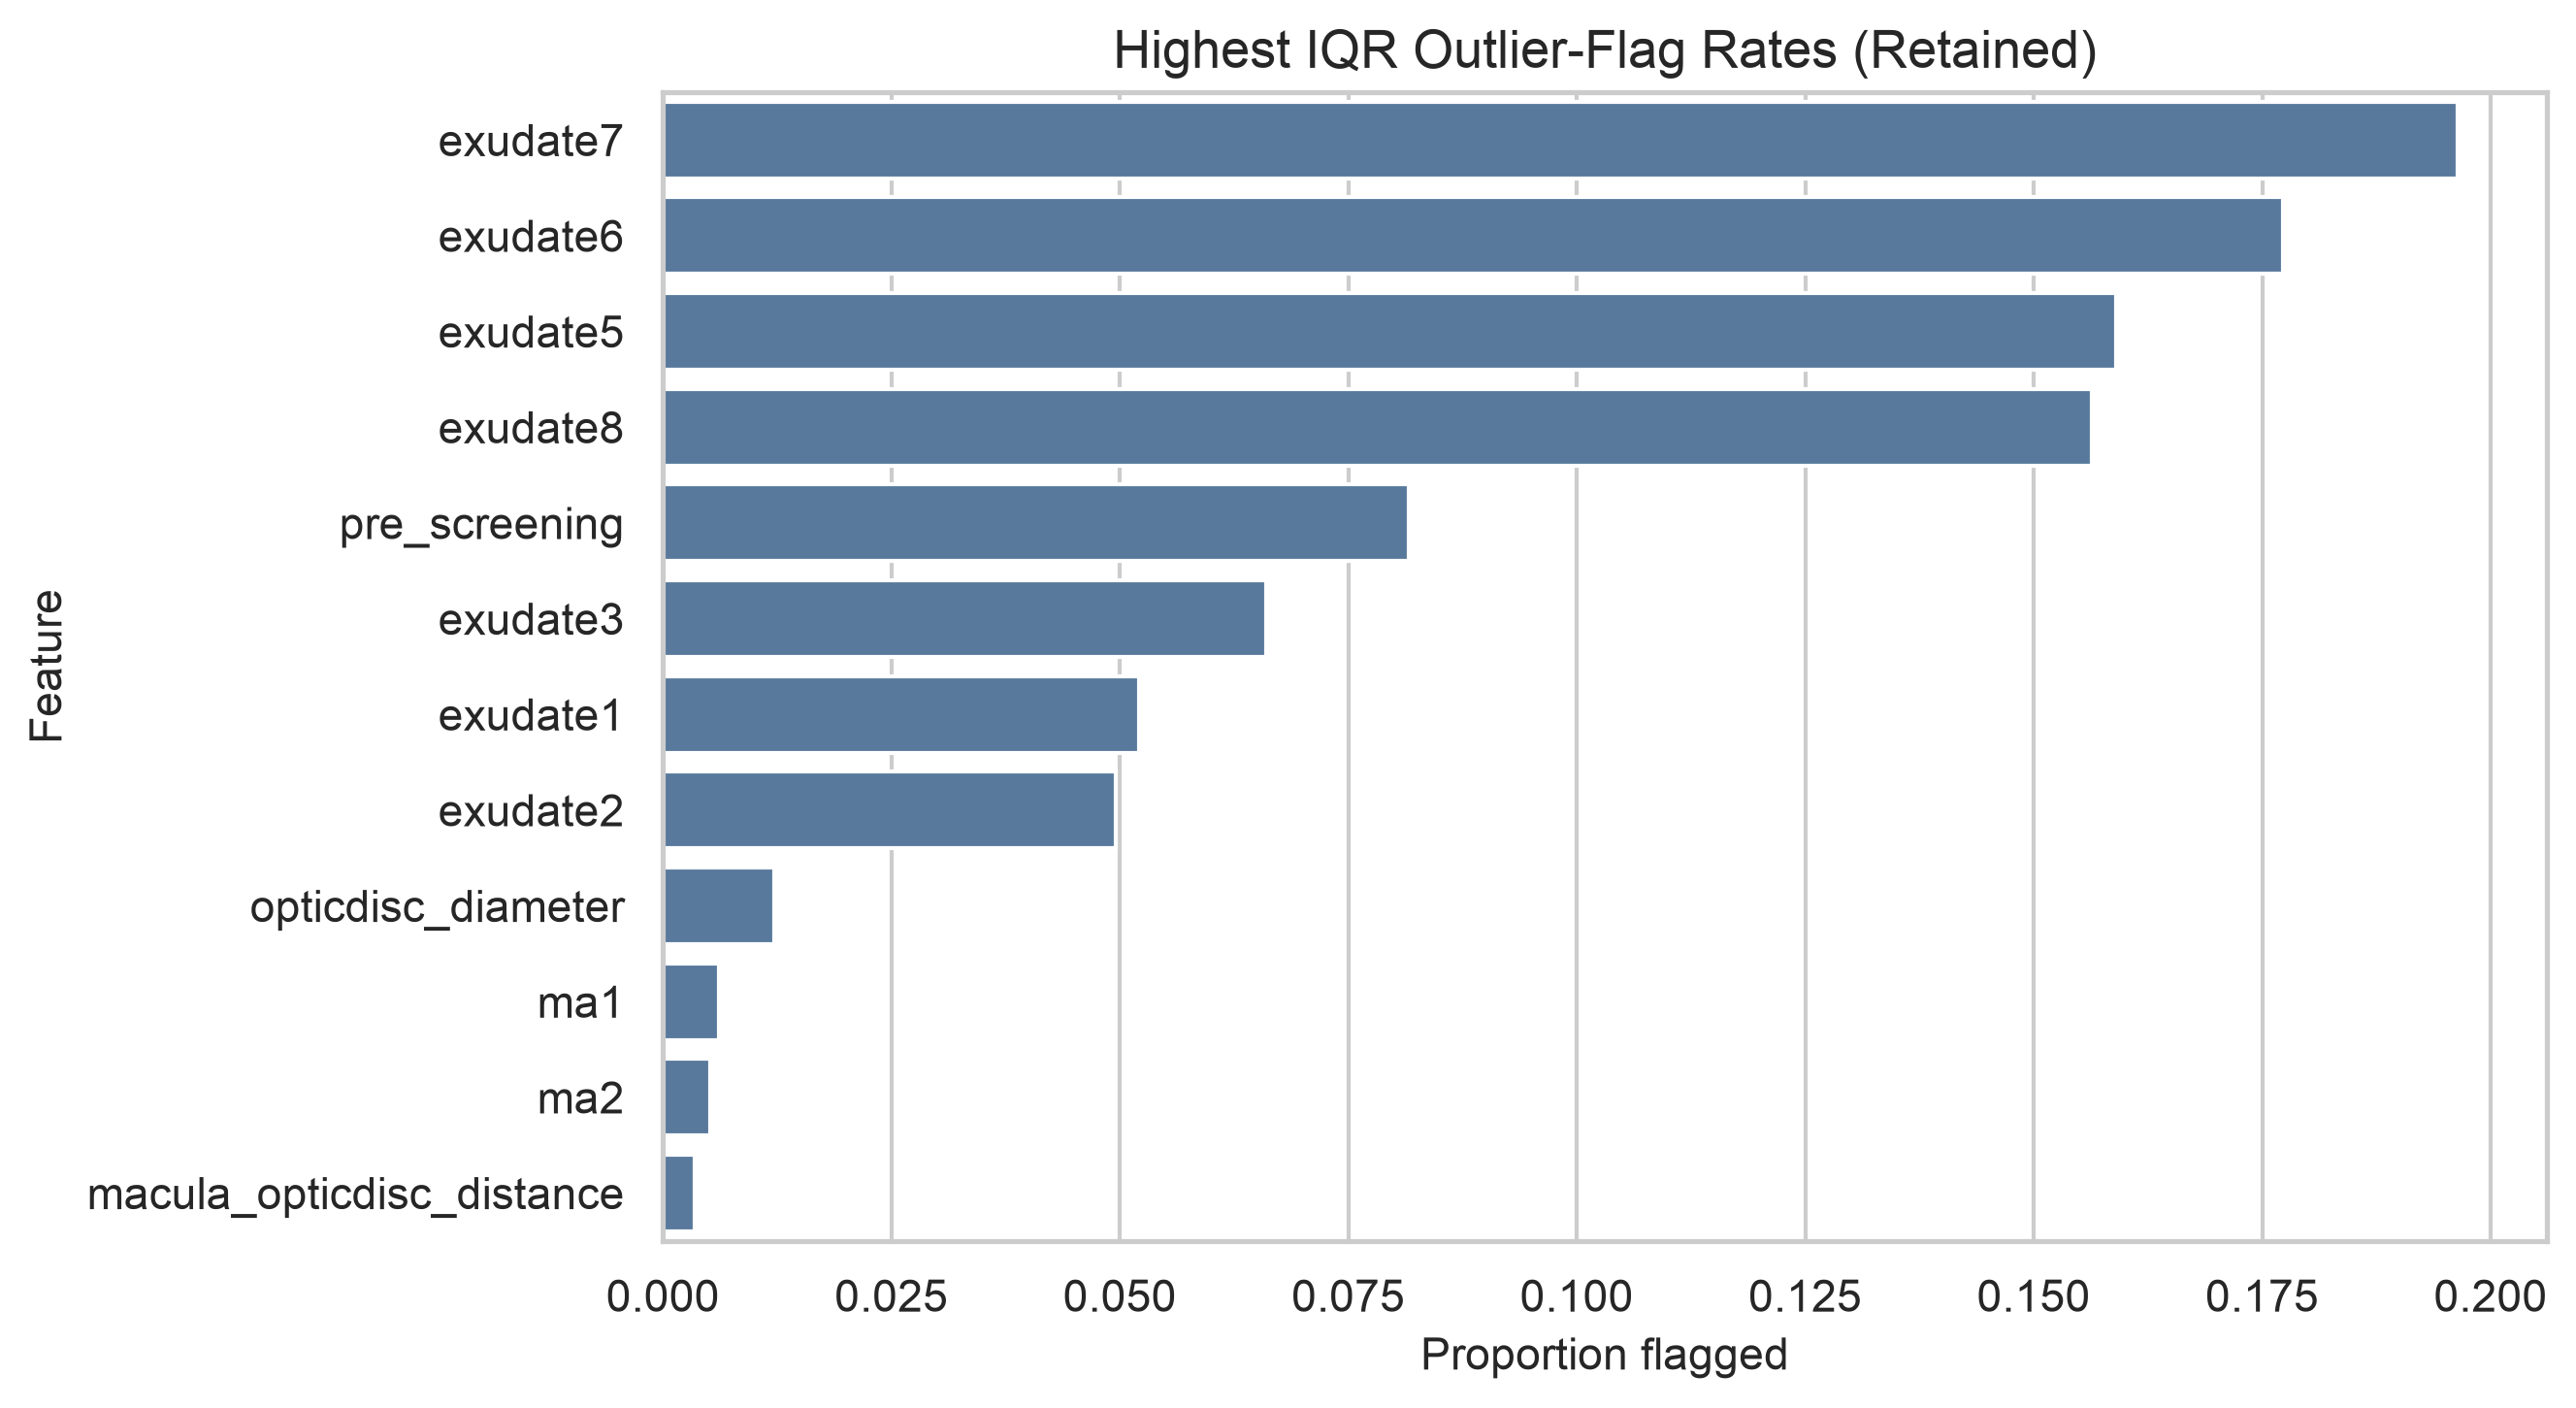 Highest IQR Outlier-Flag Rates (Retained)
Feature
exudate7
exudate6
exudate5
exudate8
pre_screening
exudate3
exudate1
exudate2
opticdisc_diameter
ma1
ma2
macula_opticdisc_distance
0.000 0.025 0.050 0.075 0.100 0.125 0.150 0.175 0.200
Proportion flagged